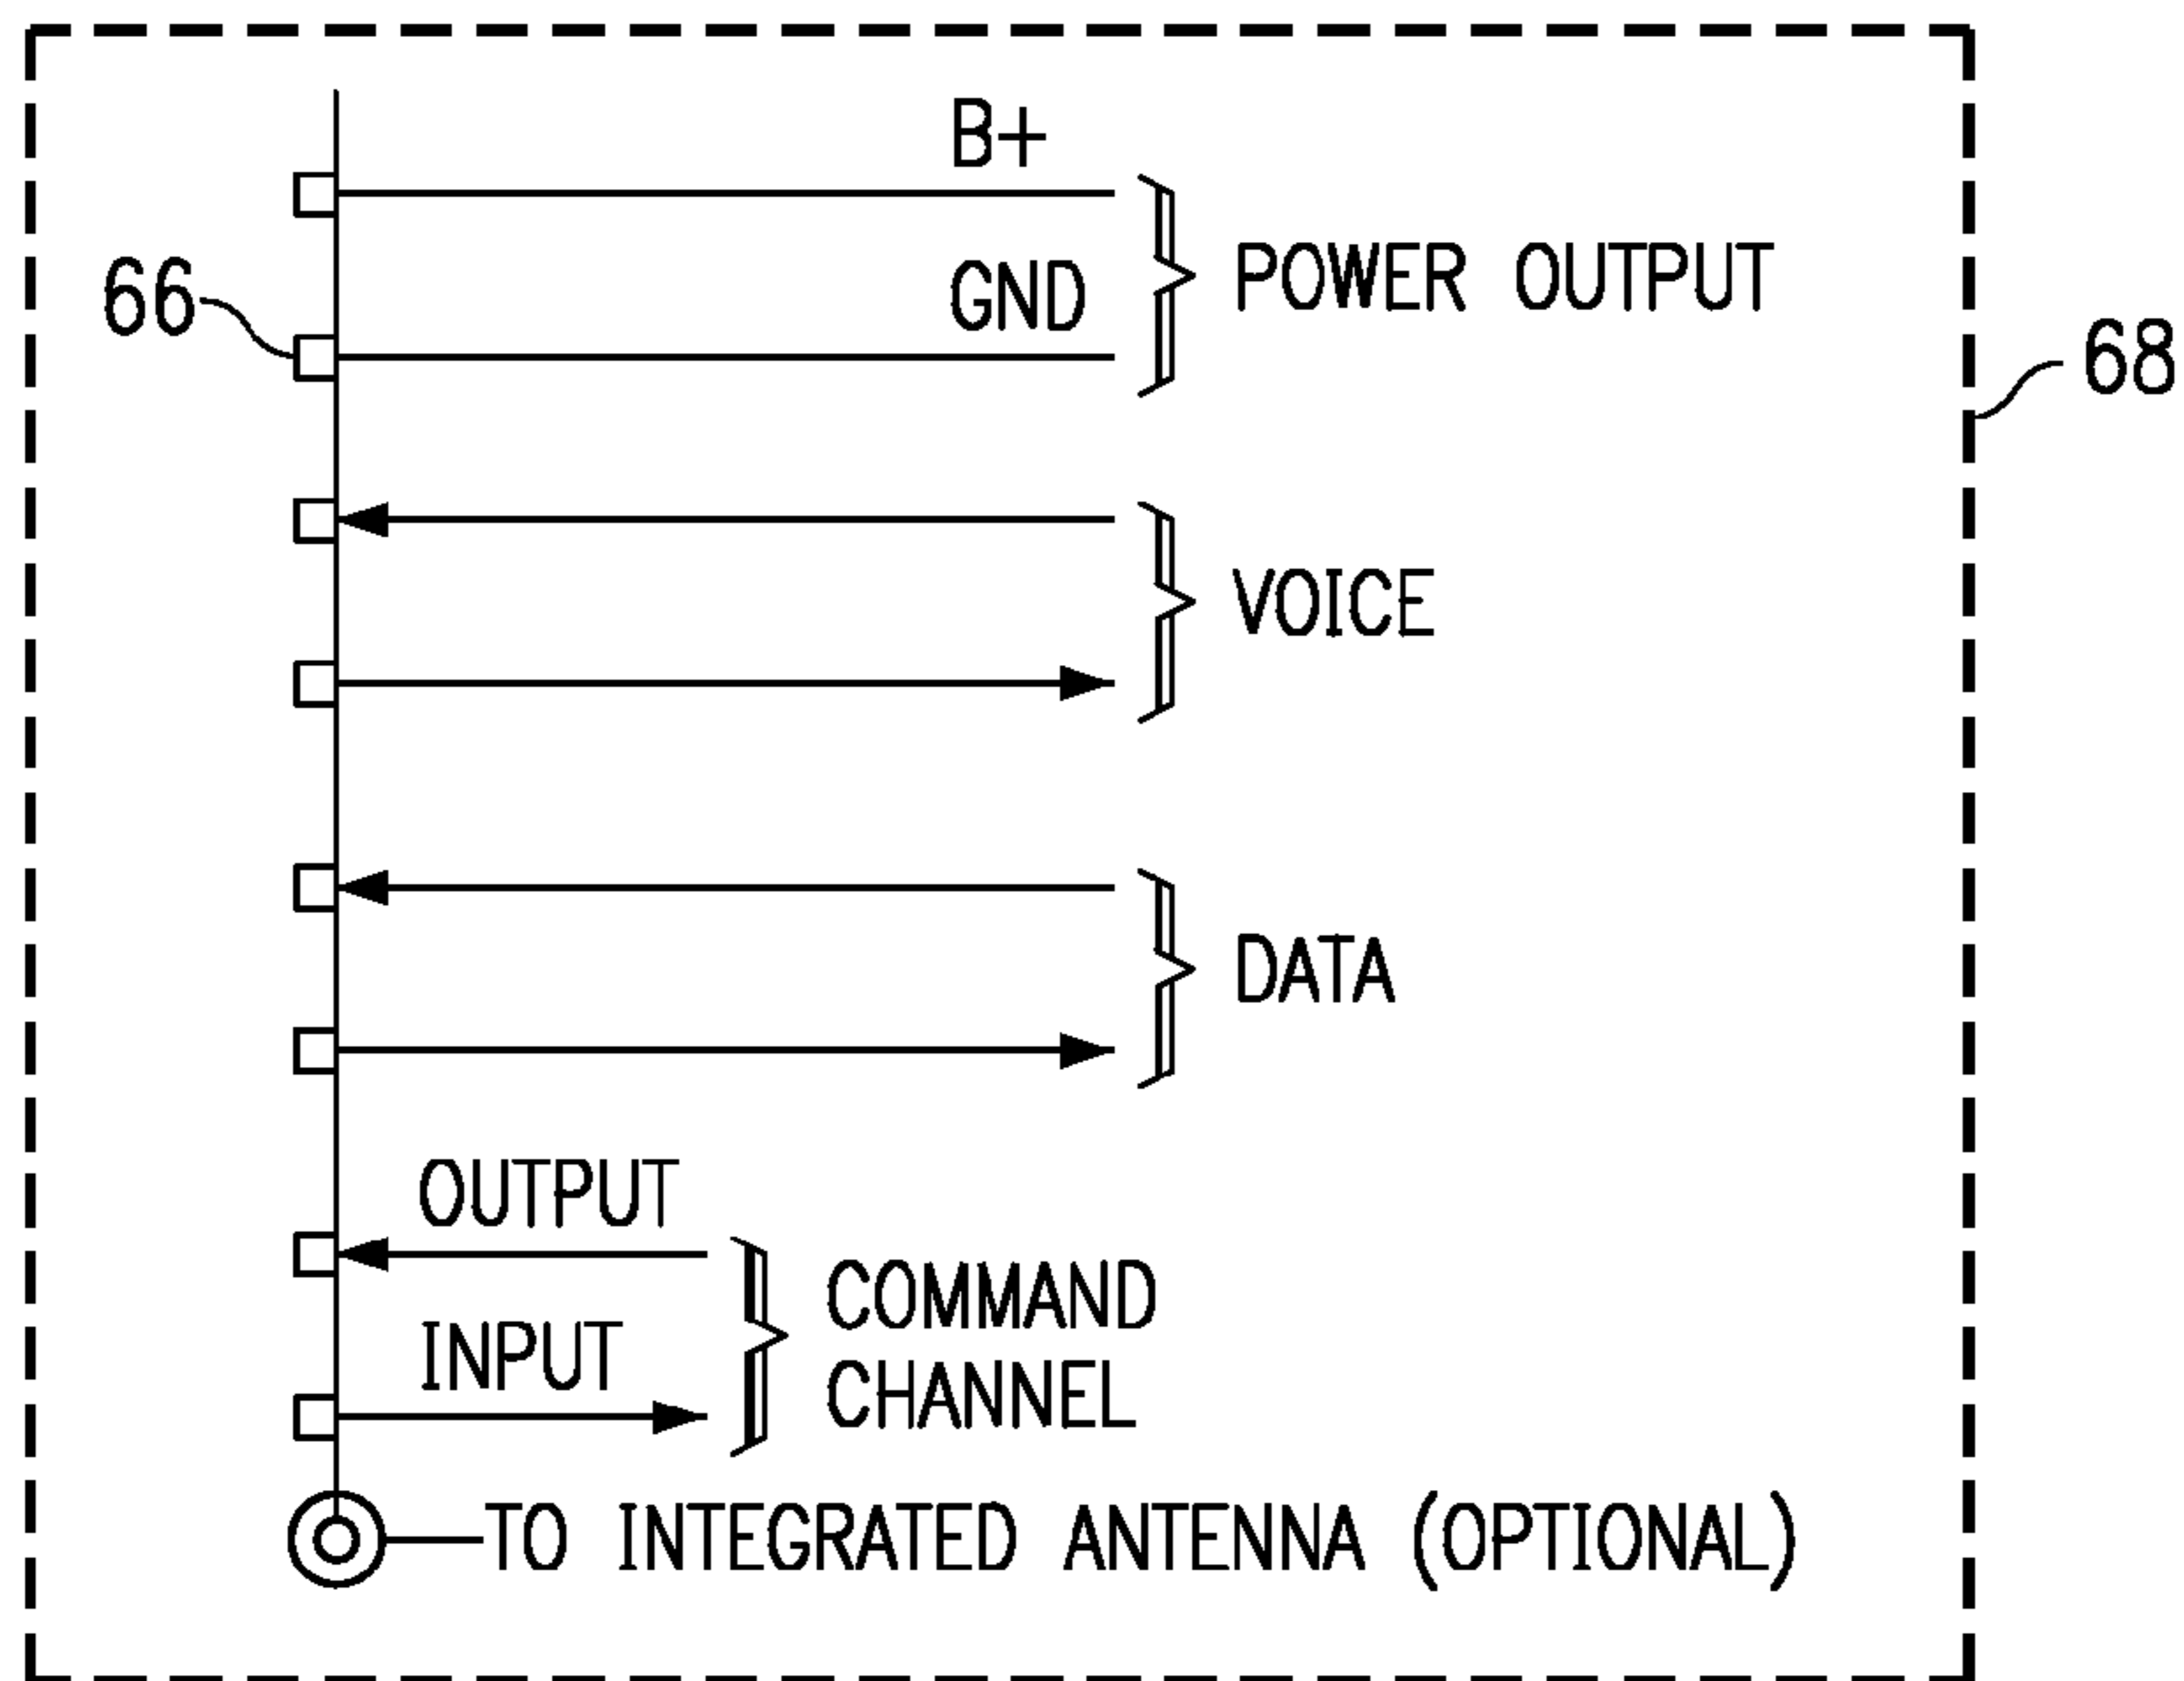 B+
66
GND
POWER OUTPUT
68
VOICE
DATA
OUTPUT
INPUT
COMMAND
CHANNEL
TO INTEGRATED ANTENNA (OPTIONAL)